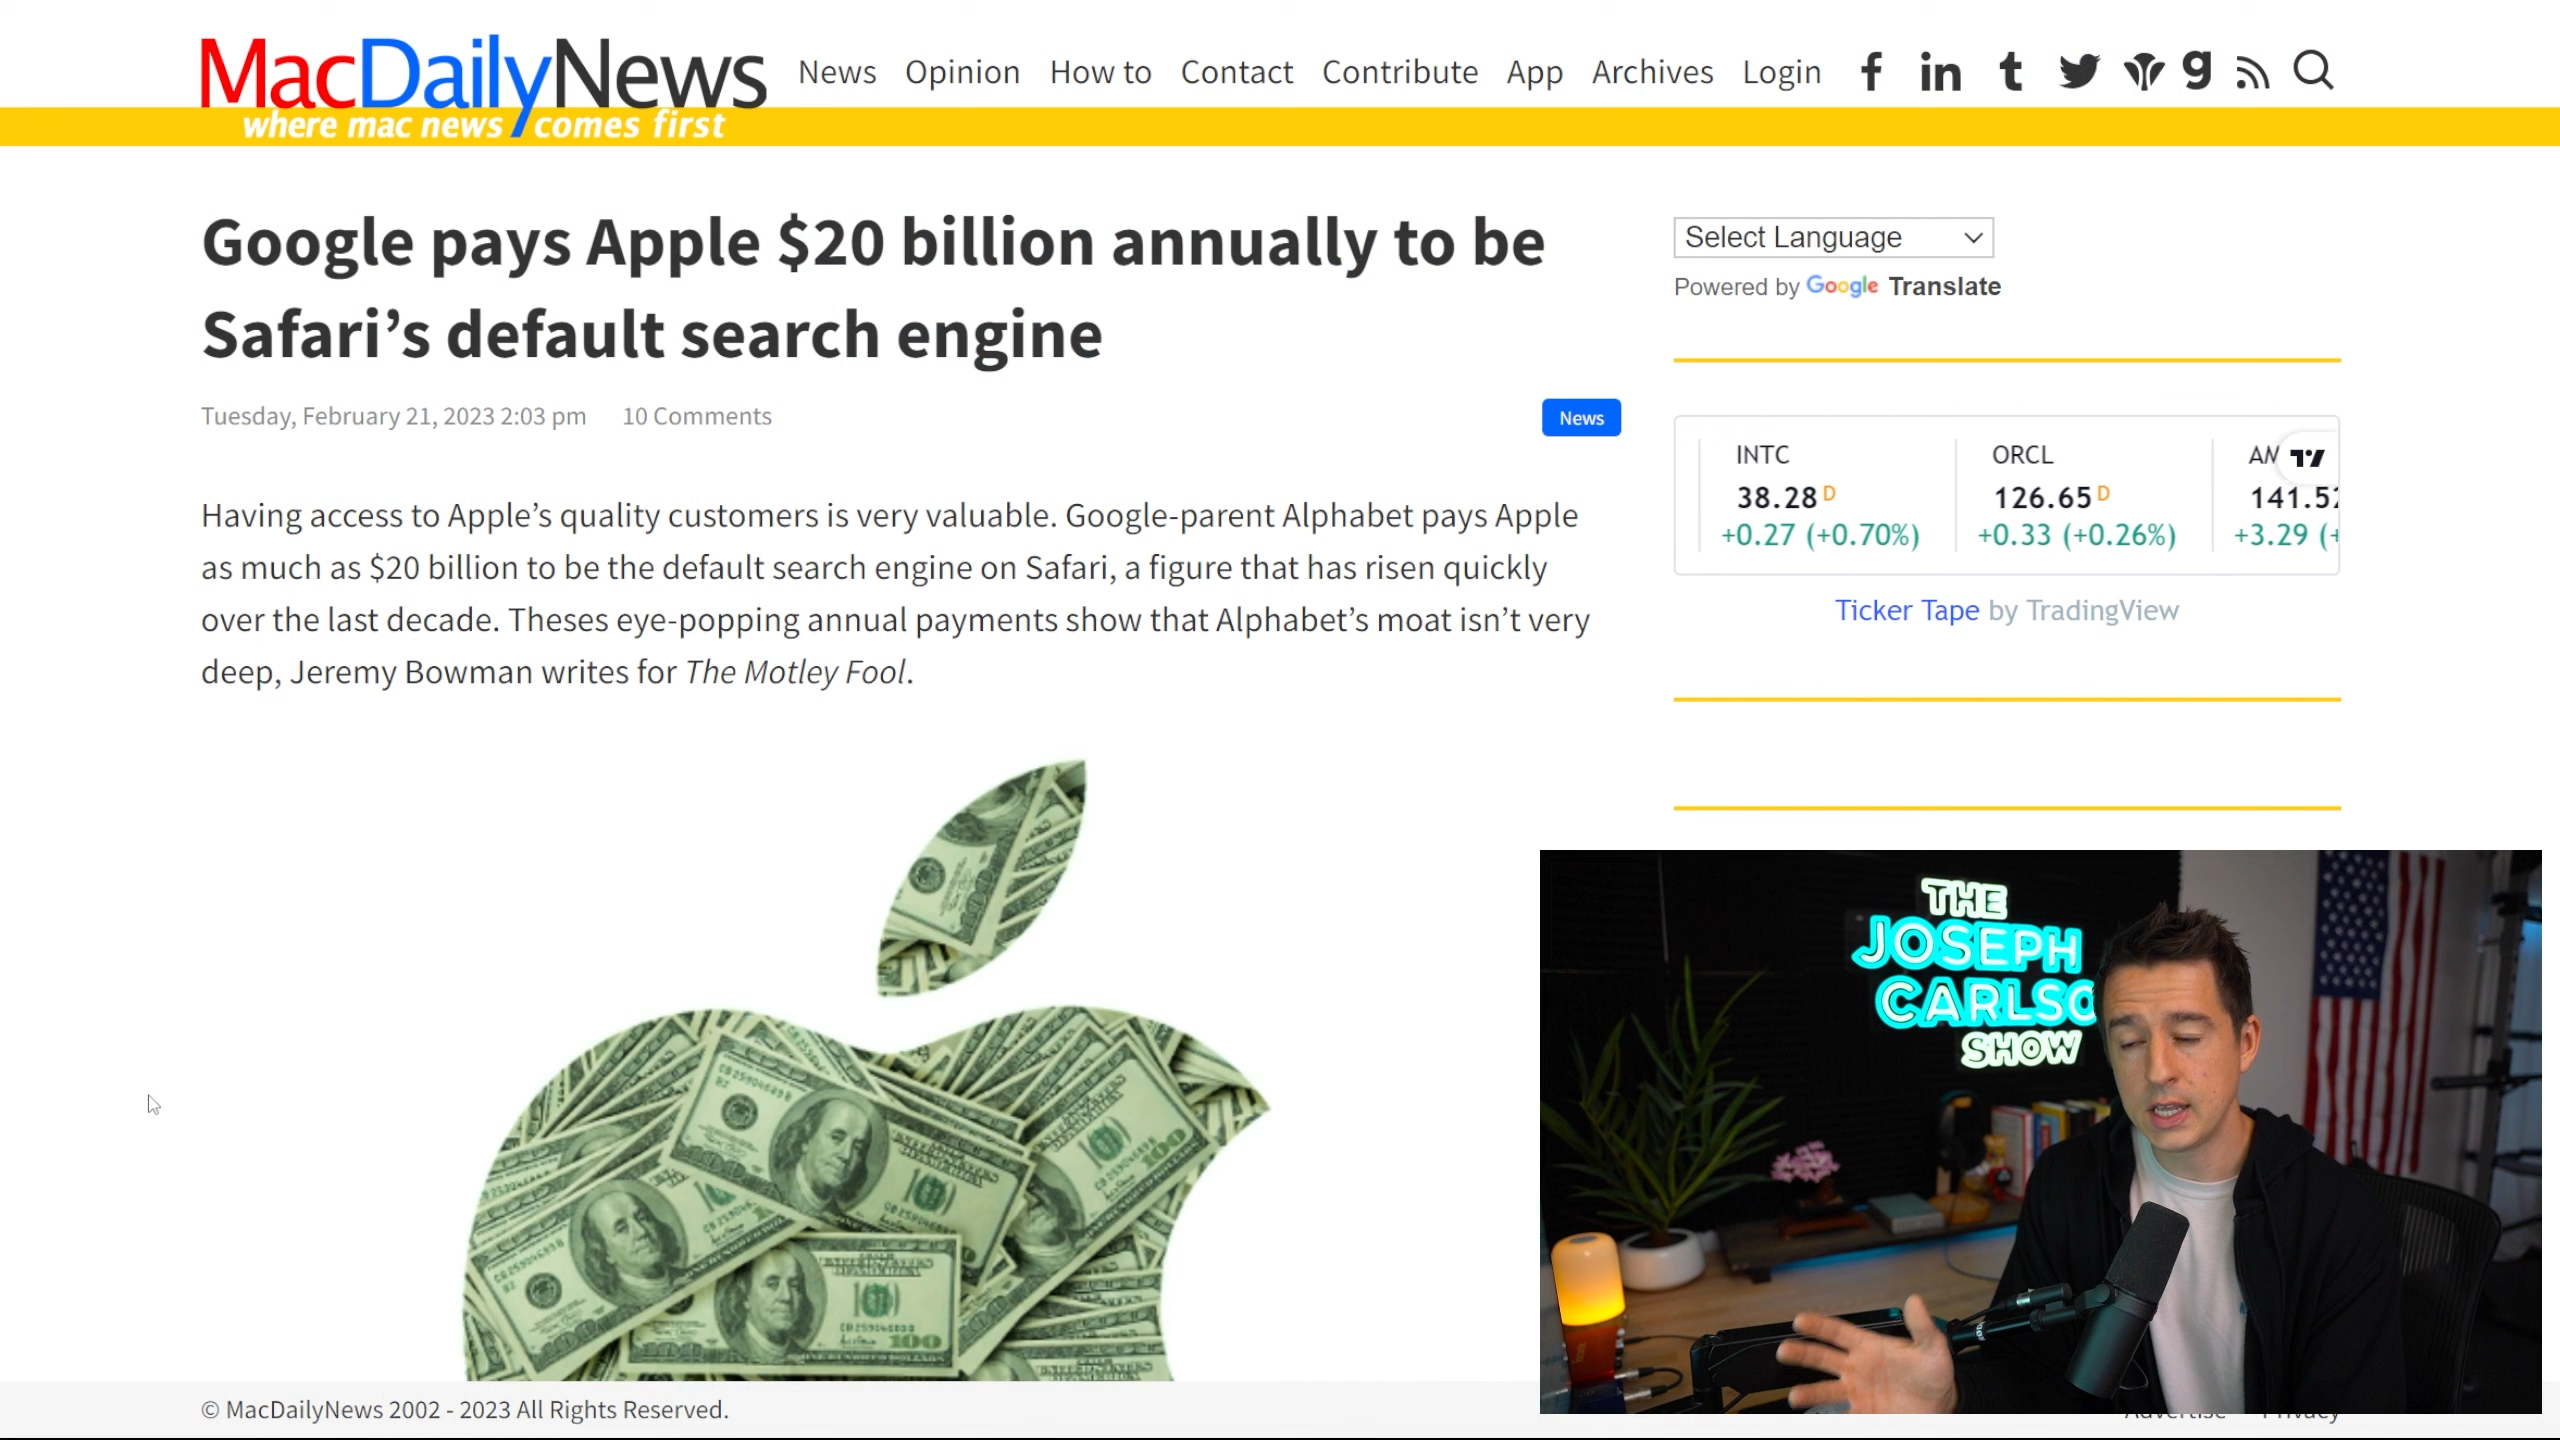 MacDailyNews
where mac news comes first
News Opinion How to Contact Contribute App Archives Login
Google pays Apple $20 billion annually to be
Safari’s default search engine
Tuesday, February 21, 2023 2:03 pm 10 Comments
News
Having access to Apple’s quality customers is very valuable. Google-parent Alphabet pays Apple
as much as $20 billion to be the default search engine on Safari, a figure that has risen quickly
over the last decade. Theses eye-popping annual payments show that Alphabet’s moat isn’t very
deep, Jeremy Bowman writes for The Motley Fool.
Select Language
Powered by Google Translate
INTC ORCL AM
38.28 D 126.65 D 141.52
+0.27 (+0.70%) +0.33 (+0.26%) +3.29 (+
Ticker Tape by TradingView
THE
JOSEPH
CARLSO
SHOW
© MacDailyNews 2002 - 2023 All Rights Reserved.
Advertise Privacy